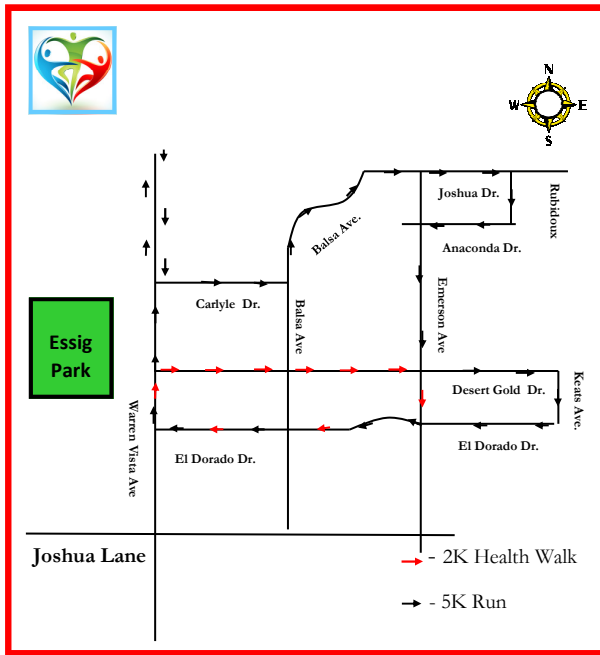 N
W
E
S
Joshua Dr.
Rubidoux
Balsa Ave.
Anaconda Dr.
Carlyle Dr.
Balsa Ave
Emerson Ave
Essig
Park
Desert Gold Dr.
Keats Ave.
Warren Vista Ave
El Dorado Dr.
El Dorado Dr.
Joshua Lane
- 2K Health Walk
- 5K Run